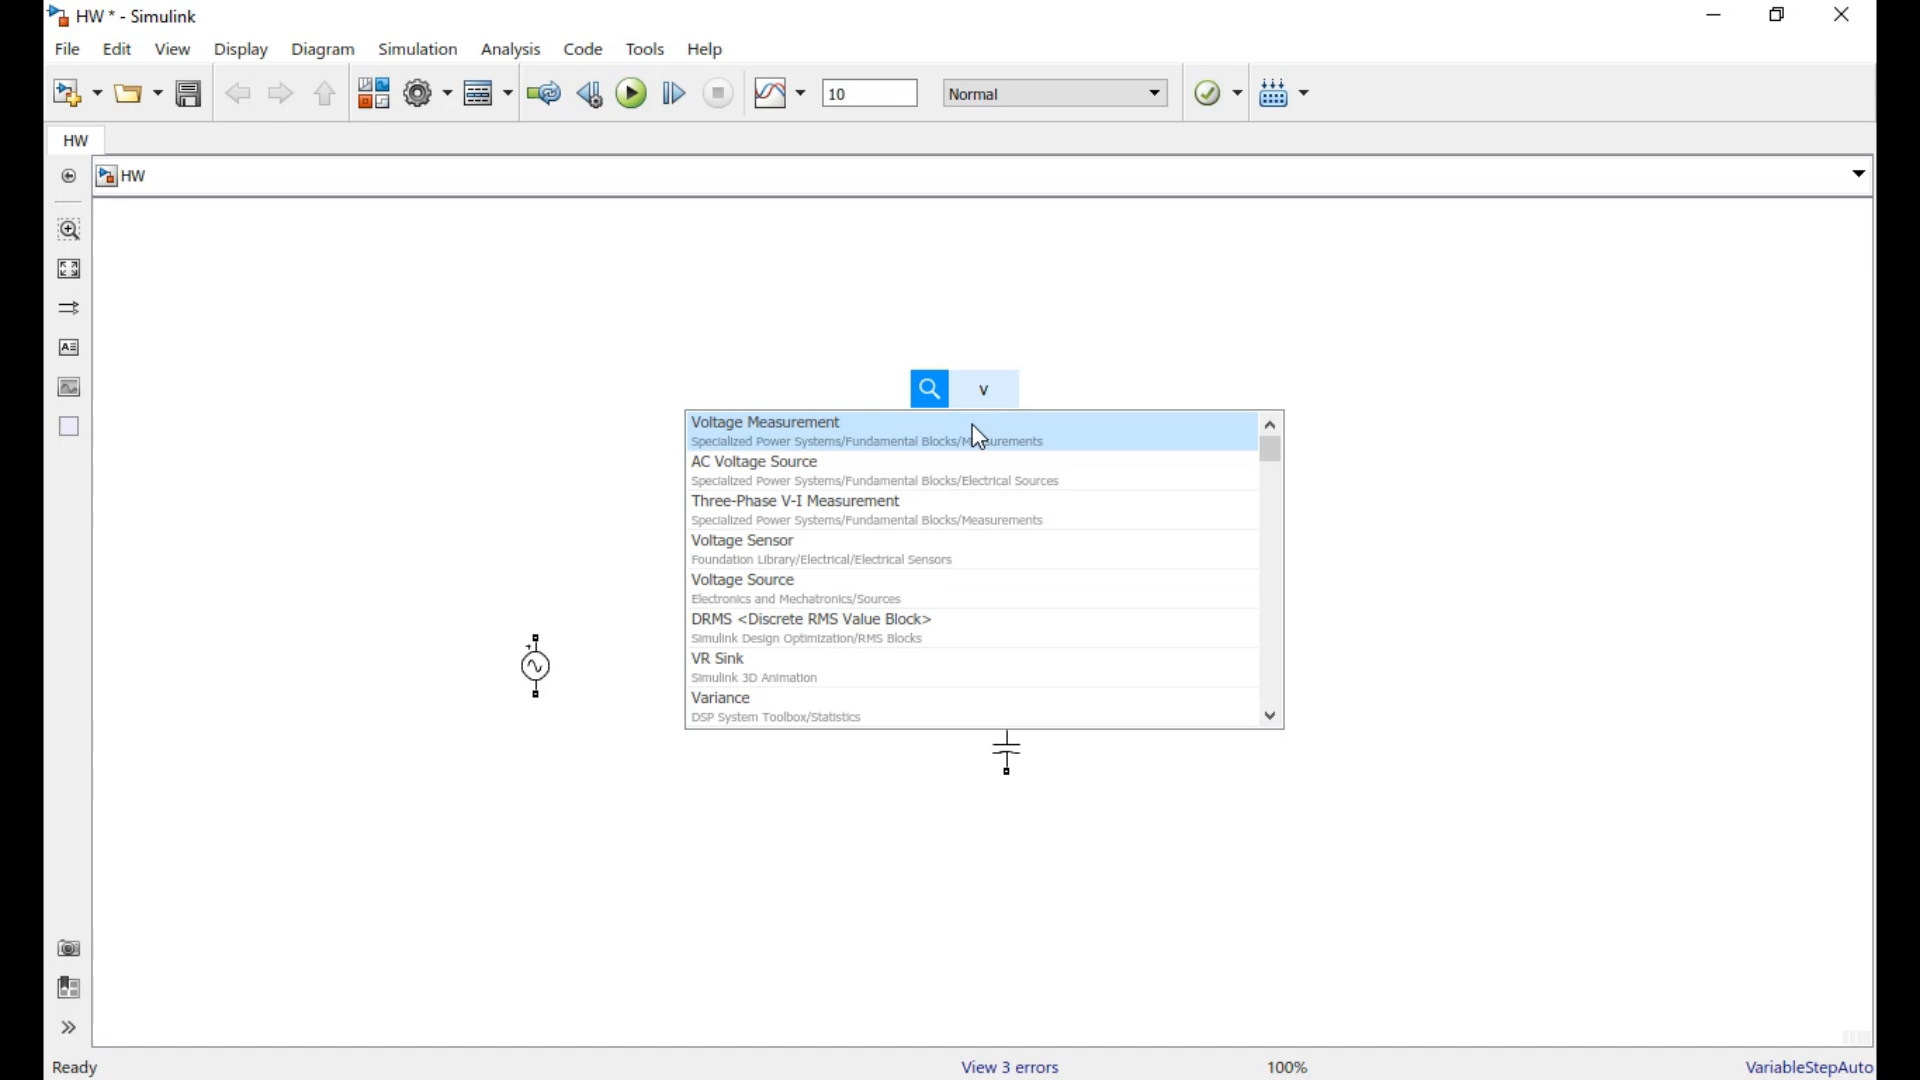 HW * - Simulink
File Edit View Display Diagram Simulation Analysis Code Tools Help
10 Normal
HW
HW
v
Voltage Measurement
Specialized Power Systems/Fundamental Blocks/Measurements
AC Voltage Source
Specialized Power Systems/Fundamental Blocks/Electrical Sources
Three-Phase V-I Measurement
Specialized Power Systems/Fundamental Blocks/Measurements
Voltage Sensor
Foundation Library/Electrical/Electrical Sensors
Voltage Source
Electronics and Mechatronics/Sources
DRMS <Discrete RMS Value Block>
Simulink Design Optimization/RMS Blocks
VR Sink
Simulink 3D Animation
Variance
DSP System Toolbox/Statistics
Ready View 3 errors 100% VariableStepAuto